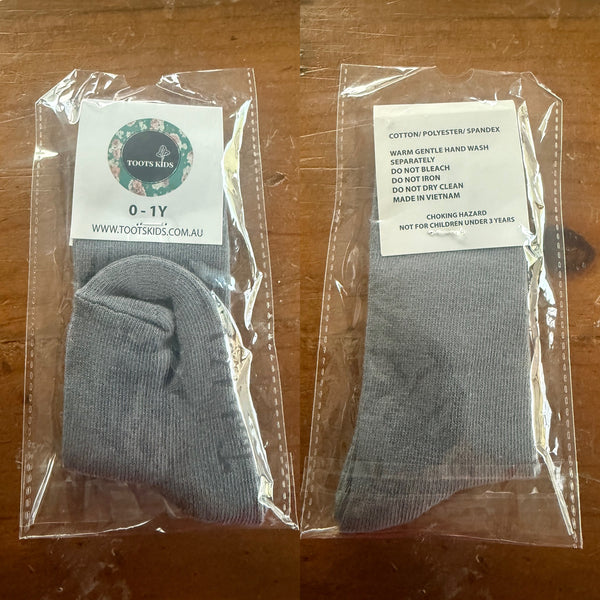 TOOTS KIDS
0 - 1Y
WWW.TOOTSKIDS.COM.AU
COTTON/ POLYESTER/ SPANDEX
WARM GENTLE HAND WASH
SEPARATELY
DO NOT BLEACH
DO NOT IRON
DO NOT DRY CLEAN
MADE IN VIETNAM
CHOKING HAZARD
NOT FOR CHILDREN UNDER 3 YEARS